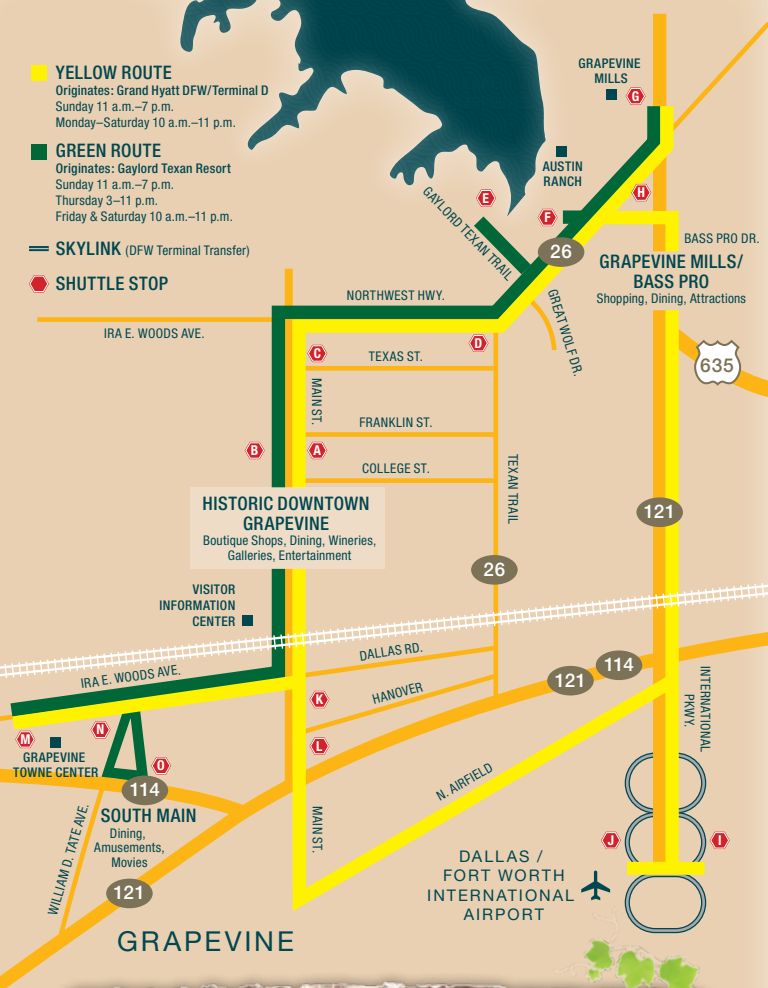 YELLOW ROUTE
Originates: Grand Hyatt DFW/Terminal D
Sunday 11 a.m.–7 p.m.
Monday–Saturday 10 a.m.–11 p.m.
GREEN ROUTE
Originates: Gaylord Texan Resort
Sunday 11 a.m.–7 p.m.
Thursday 3–11 p.m.
Friday & Saturday 10 a.m.–11 p.m.
SKYLINK (DFW Terminal Transfer)
SHUTTLE STOP
GRAPEVINE
MILLS
G
AUSTIN
RANCH
E
F
H
GAYLORD TEXAN TRAIL
26
BASS PRO DR.
GRAPEVINE MILLS/
BASS PRO
Shopping, Dining, Attractions
NORTHWEST HWY.
GREAT WOLF DR.
IRA E. WOODS AVE.
D
C
TEXAS ST.
635
MAIN ST.
FRANKLIN ST.
B
A
COLLEGE ST.
TEXAN TRAIL
HISTORIC DOWNTOWN
GRAPEVINE
Boutique Shops, Dining, Wineries,
Galleries, Entertainment
121
26
VISITOR
INFORMATION
CENTER
DALLAS RD.
IRA E. WOODS AVE.
HANOVER
121
114
K
INTERNATIONAL
PKWY.
M
N
L
GRAPEVINE
TOWNE CENTER
O
114
N. AIRFIELD
SOUTH MAIN
Dining,
Amusements,
Movies
MAIN ST.
WILLIAM D. TATE AVE.
J
I
121
DALLAS /
FORT WORTH
INTERNATIONAL
AIRPORT
GRAPEVINE